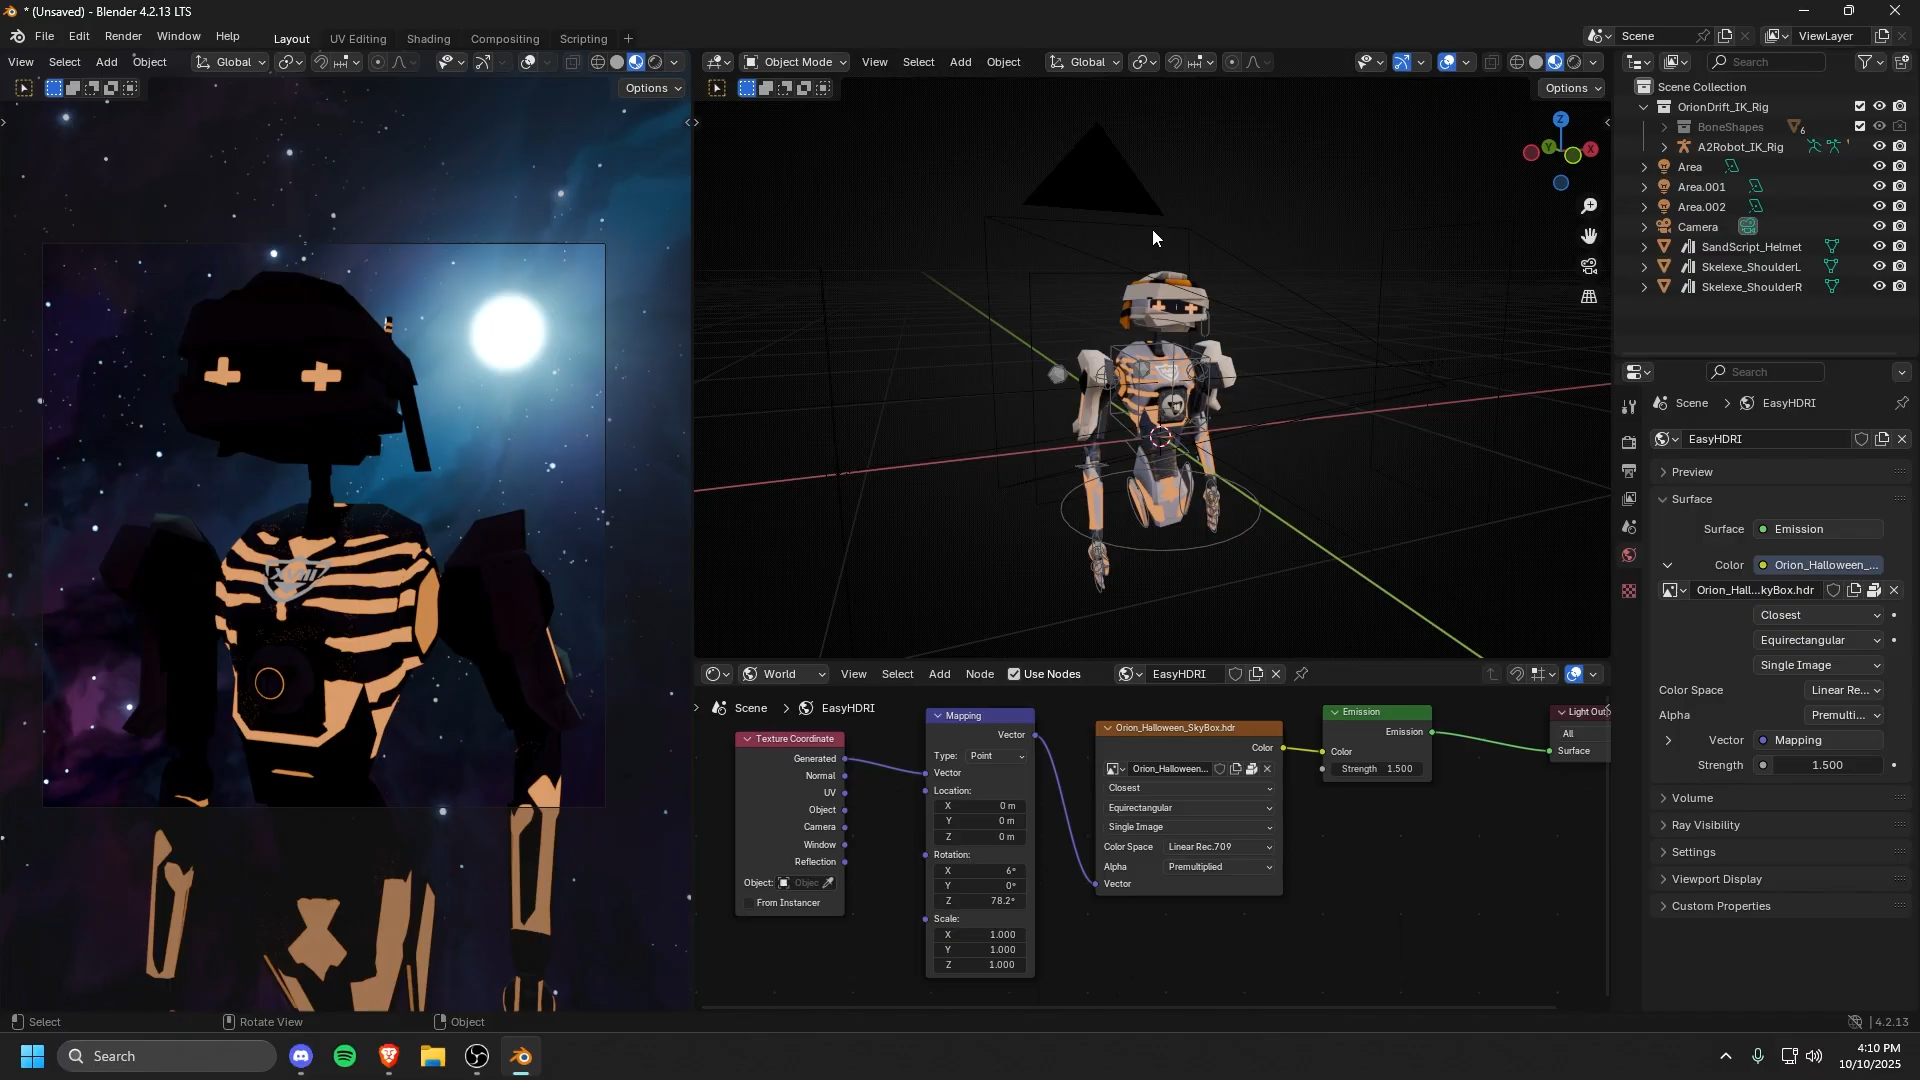 * (Unsaved) - Blender 4.2.13 LTS
File Edit Render Window Help Layout UV Editing Shading Compositing Scripting + Scene ViewLayer
View Select Add Object Global Object Mode View Select Add Object Global Search
Options Options
Scene Collection
OrionDrift_IK_Rig
BoneShapes 6
A2Robot_IK_Rig
Area
Area.001
Area.002
Camera
SandScript_Helmet
Skelexe_ShoulderL
Skelexe_ShoulderR
Z
Y
X
Search
Scene > EasyHDRI
EasyHDRI
Preview
Surface
Surface Emission
Color Orion_Halloween_...
Orion_Hall...kyBox.hdr
Closest
Equirectangular
Single Image
Color Space Linear Re...
Alpha Premulti...
Vector Mapping
Strength 1.500
Volume
Ray Visibility
Settings
Viewport Display
Custom Properties
XVIII
World View Select Add Node Use Nodes EasyHDRI
Scene > EasyHDRI
Texture Coordinate
Generated
Normal
UV
Object
Camera
Window
Reflection
Object: Objec
From Instancer
Mapping
Vector
Type: Point
Vector
Location:
X 0 m
Y 0 m
Z 0 m
Rotation:
X 6°
Y 0°
Z 78.2°
Scale:
X 1.000
Y 1.000
Z 1.000
Orion_Halloween_SkyBox.hdr
Color
Orion_Halloween...
Closest
Equirectangular
Single Image
Color Space Linear Rec.709
Alpha Premultiplied
Vector
Emission
Emission
Color
Strength 1.500
Light Outp
All
Surface
Select Rotate View Object 4.2.13
Search
4:10 PM
10/10/2025